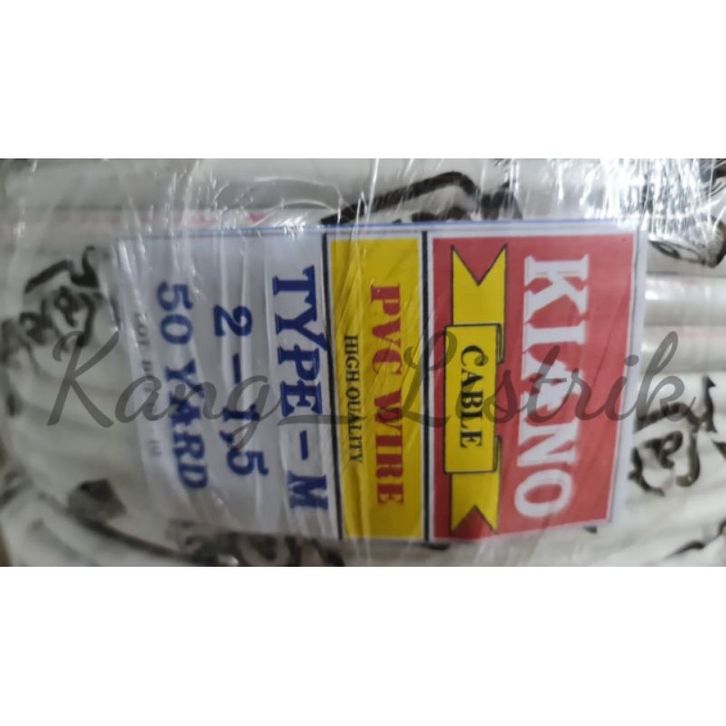 KIANO
CABLE
PVC WIRE
HIGH QUALITY
TYPE-M
2-1,5
50 YARD
Kang_Listrik